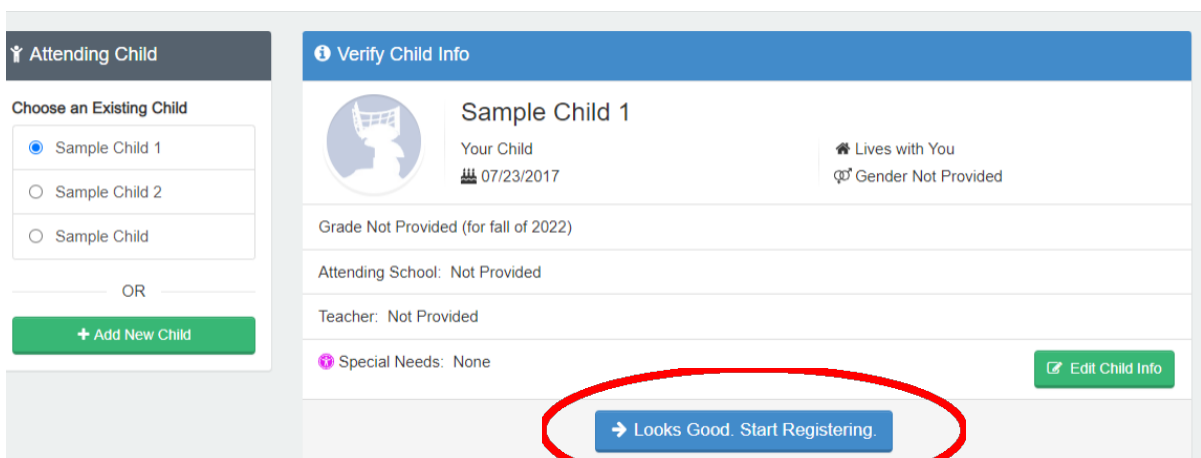 Attending Child
Choose an Existing Child
Sample Child 1
Sample Child 2
Sample Child
OR
+ Add New Child
Verify Child Info
Sample Child 1
Your Child
07/23/2017
Lives with You
Gender Not Provided
Grade Not Provided (for fall of 2022)
Attending School: Not Provided
Teacher: Not Provided
Special Needs: None
Edit Child Info
Looks Good. Start Registering.